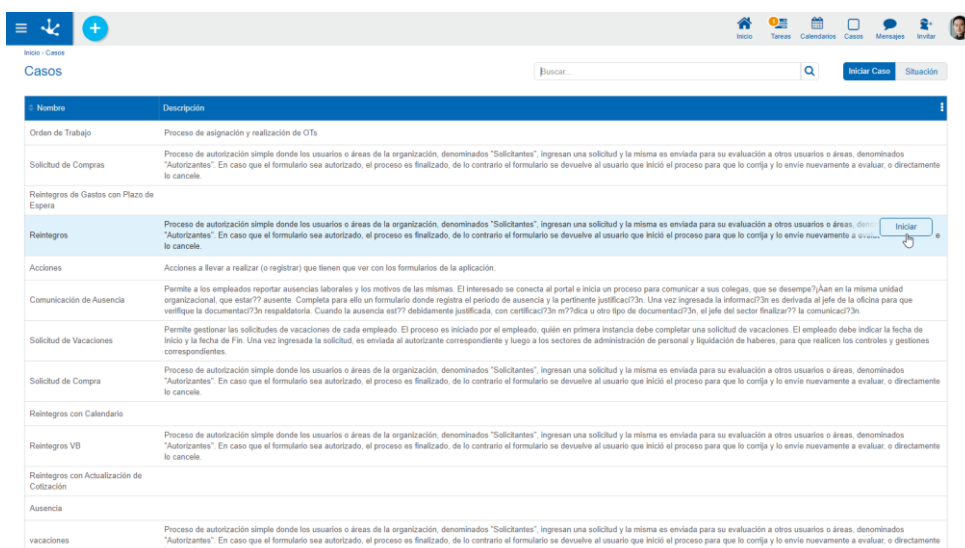 1
Inicio
Tareas
Calendarios
Casos
Mensajes
Invitar
Inicio - Casos
Casos
Buscar...
Iniciar Caso
Situación
Nombre
Descripción
Orden de Trabajo
Proceso de asignación y realización de OTs
Solicitud de Compras
Proceso de autorización simple donde los usuarios o áreas de la organización, denominados "Solicitantes", ingresan una solicitud y la misma es enviada para su evaluación a otros usuarios o áreas, denominados
"Autorizantes". En caso que el formulario sea autorizado, el proceso es finalizado, de lo contrario el formulario se devuelve al usuario que inició el proceso para que lo corrija y lo envíe nuevamente a evaluar, o directamente
lo cancele.
Reintegros de Gastos con Plazo de
Espera
Reintegros
Proceso de autorización simple donde los usuarios o áreas de la organización, denominados "Solicitantes", ingresan una solicitud y la misma es enviada para su evaluación a otros usuarios o áreas,
"Autorizantes". En caso que el formulario sea autorizado, el proceso es finalizado, de lo contrario el formulario se devuelve al usuario que inició el proceso para que lo corrija y lo envíe nuevamente a
lo cancele.
Iniciar
Acciones
Acciones a llevar a realizar (o registrar) que tienen que ver con los formularios de la aplicación.
Comunicación de Ausencia
Permite a los empleados reportar ausencias laborales y los motivos de las mismas. El interesado se conecta al portal e inicia un proceso para comunicar a sus colegas, que se desempe?¡Áan en la misma unidad
organizacional, que estar?? ausente. Completa para ello un formulario donde registra el periodo de ausencia y la pertinente justificaci?3n. Una vez ingresada la informaci?3n es derivada al jefe de la oficina para que
verifique la documentaci?3n respaldatoria. Cuando la ausencia est?? debidamente justificada, con certificaci?3n m??dica u otro tipo de documentaci?3n, el jefe del sector finalizar?? la comunicaci?3n.
Solicitud de Vacaciones
Permite gestionar las solicitudes de vacaciones de cada empleado. El proceso es iniciado por el empleado, quién en primera instancia debe completar una solicitud de vacaciones. El empleado debe indicar la fecha de
Inicio y la fecha de Fin. Una vez ingresada la solicitud, es enviada al autorizante correspondiente y luego a los sectores de administración de personal y liquidación de haberes, para que realicen los controles y gestiones
correspondientes.
Solicitud de Compra
Proceso de autorización simple donde los usuarios o áreas de la organización, denominados "Solicitantes", ingresan una solicitud y la misma es enviada para su evaluación a otros usuarios o áreas, denominados
"Autorizantes". En caso que el formulario sea autorizado, el proceso es finalizado, de lo contrario el formulario se devuelve al usuario que inició el proceso para que lo corrija y lo envíe nuevamente a evaluar, o directamente
lo cancele.
Reintegros con Calendario
Reintegros VB
Proceso de autorización simple donde los usuarios o áreas de la organización, denominados "Solicitantes", ingresan una solicitud y la misma es enviada para su evaluación a otros usuarios o áreas, denominados
"Autorizantes". En caso que el formulario sea autorizado, el proceso es finalizado, de lo contrario el formulario se devuelve al usuario que inició el proceso para que lo corrija y lo envíe nuevamente a evaluar, o directamente
lo cancele.
Reintegros con Actualización de
Cotización
Ausencia
vacaciones
Proceso de autorización simple donde los usuarios o áreas de la organización, denominados "Solicitantes", ingresan una solicitud y la misma es enviada para su evaluación a otros usuarios o áreas, denominados
"Autorizantes". En caso que el formulario sea autorizado, el proceso es finalizado, de lo contrario el formulario se devuelve al usuario que inició el proceso para que lo corrija y lo envíe nuevamente a evaluar, o directamente